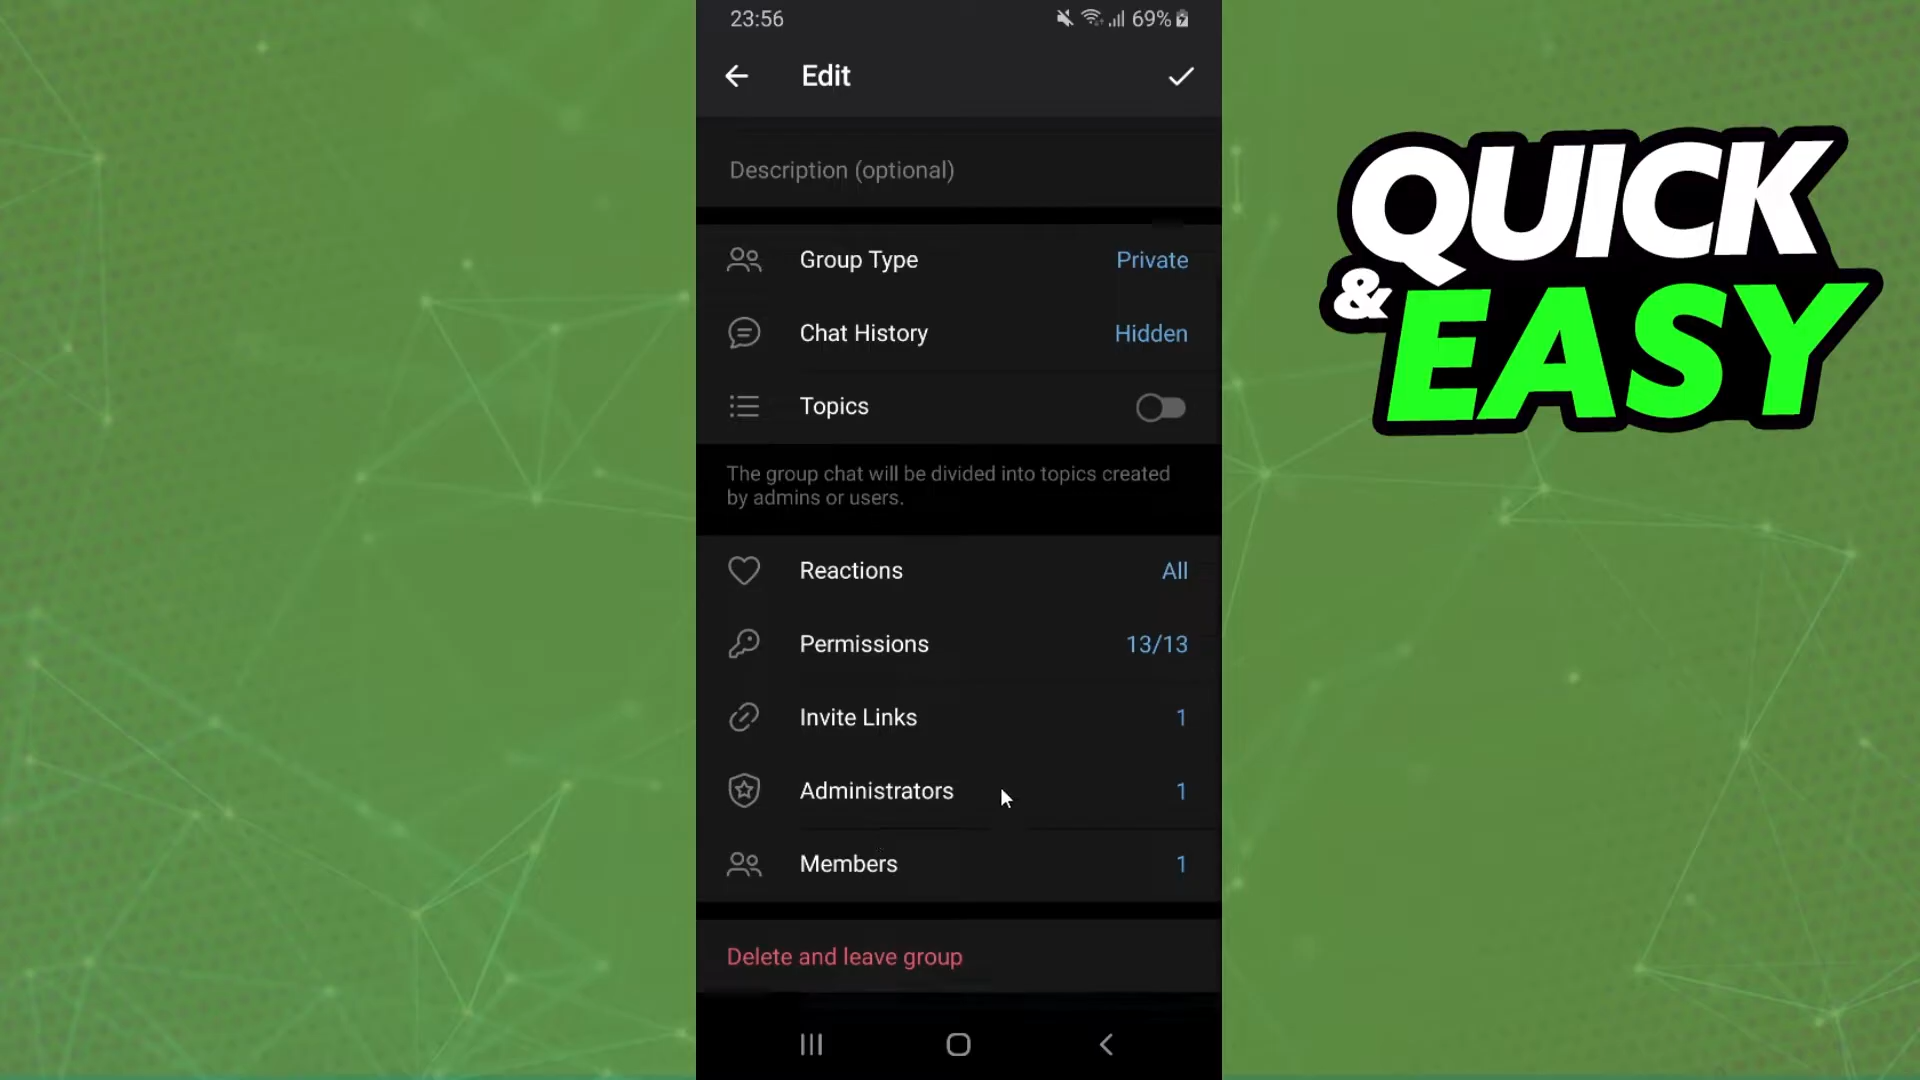 23:56
69%
Edit
Description (optional)
Group Type
Private
Chat History
Hidden
Topics
The group chat will be divided into topics created
by admins or users.
Reactions
All
Permissions
13/13
Invite Links
1
Administrators
1
Members
1
Delete and leave group
QUICK
&
EASY